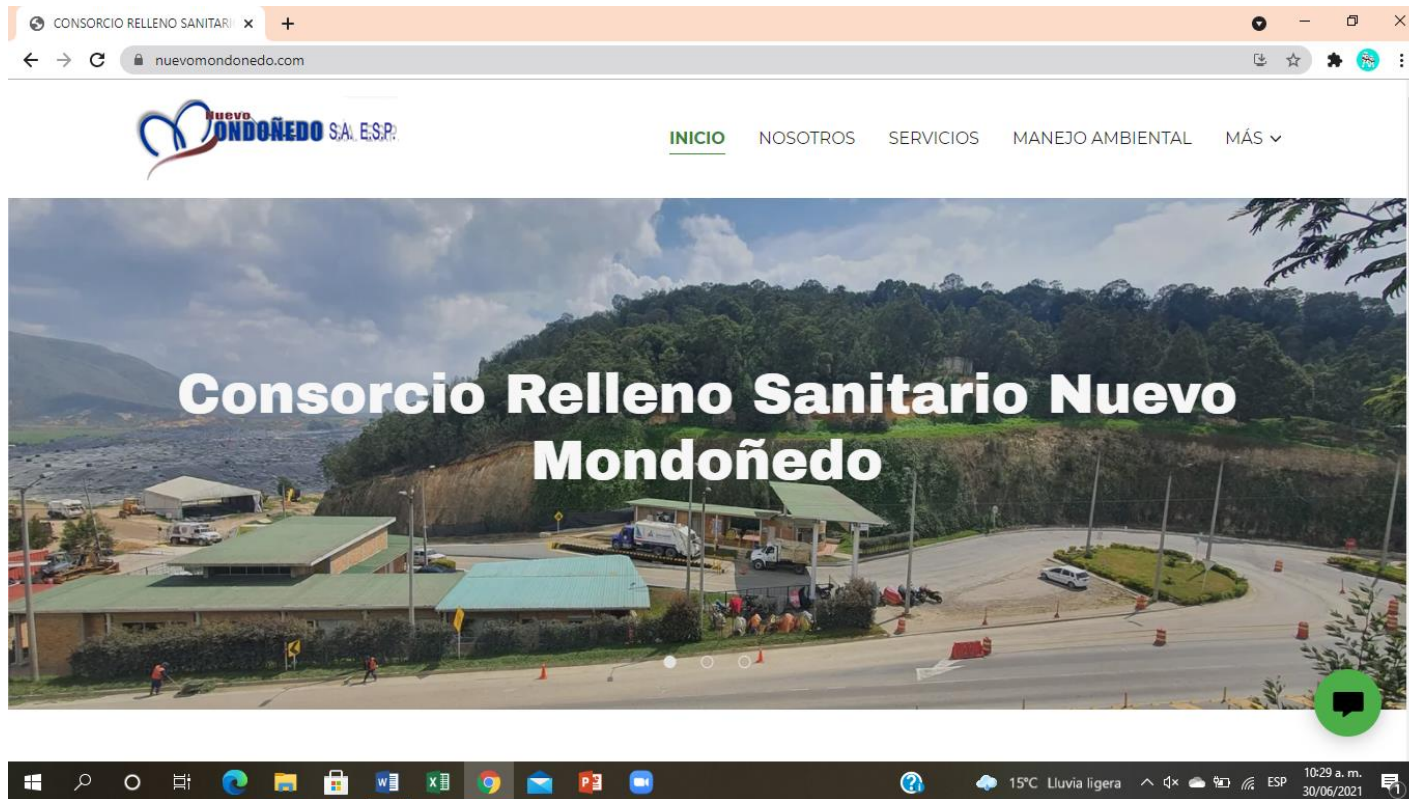 CONSORCIO RELLENO SANITARI
nuevomondonedo.com
Nuevo
MONDOÑEDO S.A. E.S.P.
INICIO NOSOTROS SERVICIOS MANEJO AMBIENTAL MÁS
Consorcio Relleno Sanitario Nuevo
Mondoñedo
15°C Lluvia ligera ESP 10:29 a. m.
30/06/2021